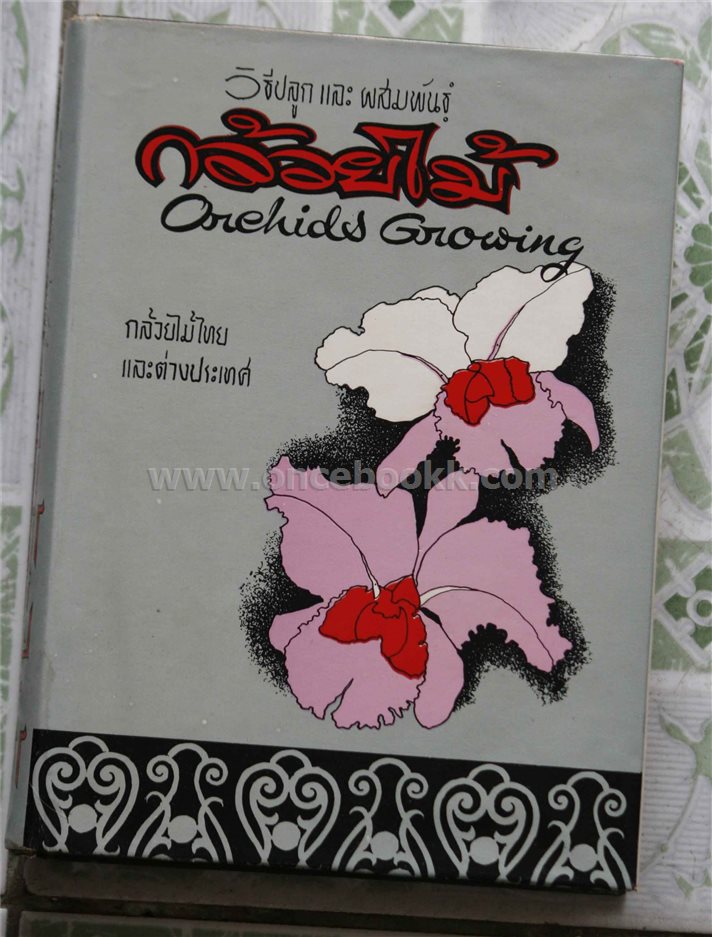 วิธีปลูก และ ผสมพันธุ์
กล้วยไม้
Orchids Growing
กล้วยไม้ไทย
และต่างประเทศ
www.oncebookk.com